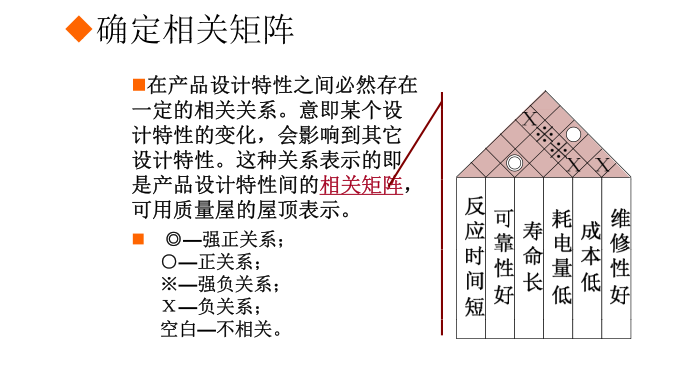 确定相关矩阵
在产品设计特性之间必然存在
一定的相关关系。意即某个设
计特性的变化，会影响到其它
设计特性。这种关系表示的即
是产品设计特性间的相关矩阵，
可用质量屋的屋顶表示。
◎—强正关系；
○—正关系；
※—强负关系；
X—负关系；
空白—不相关。
X
X
X
反应时间短
可靠性好
寿命长
耗电量低
成本低
维修性好